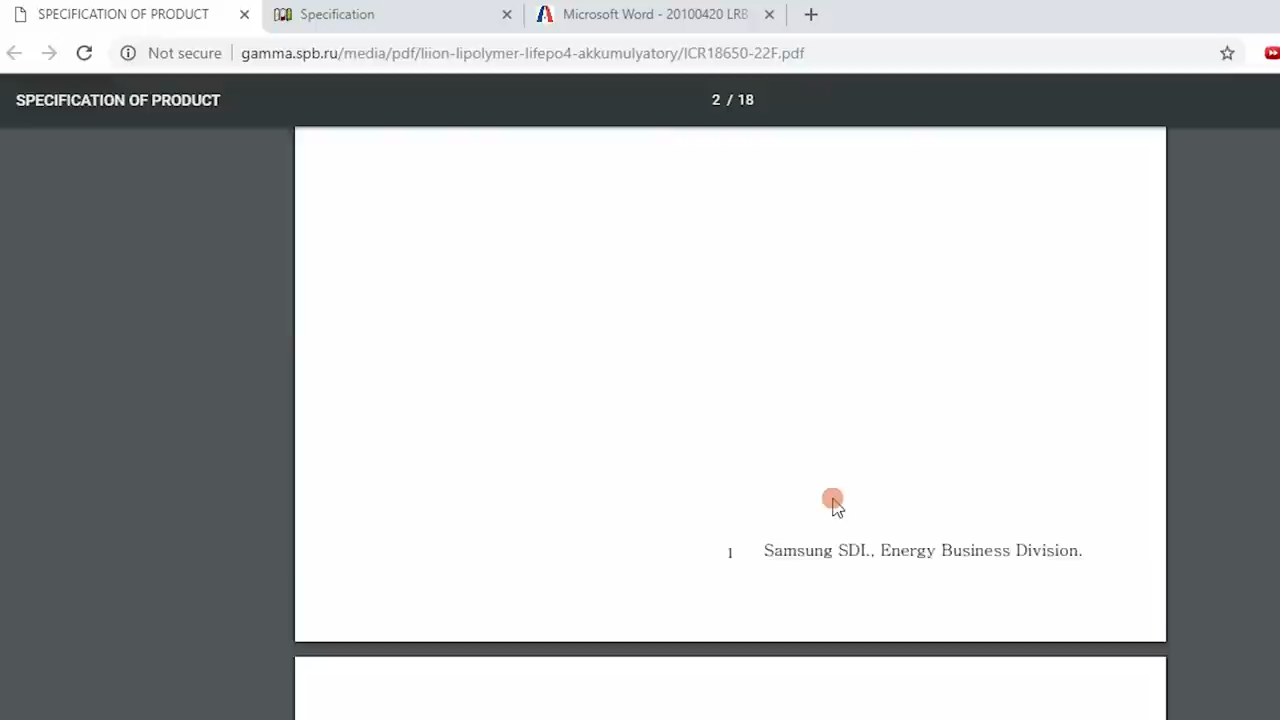 SPECIFICATION OF PRODUCT
Specification
Microsoft Word - 20100420 LRB
Not secure
gamma.spb.ru/media/pdf/liion-lipolymer-lifepo4-akkumulyatory/ICR18650-22F.pdf
SPECIFICATION OF PRODUCT
2 / 18
1 Samsung SDI., Energy Business Division.